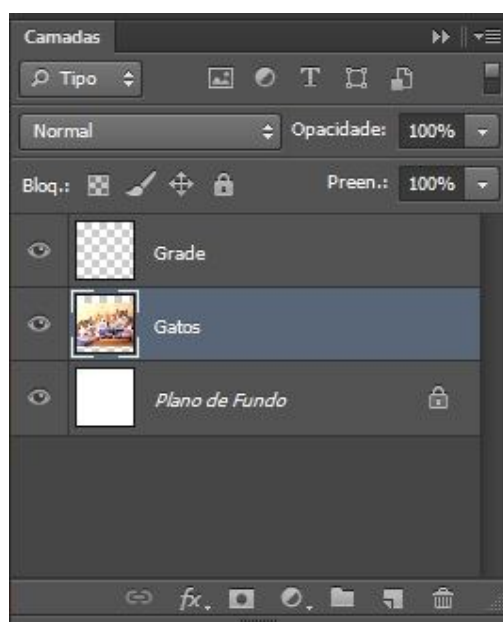 Camadas
Tipo
Normal Opacidade: 100%
Bloq.: Preen.: 100%
Grade
Gatos
Plano de Fundo
fx.